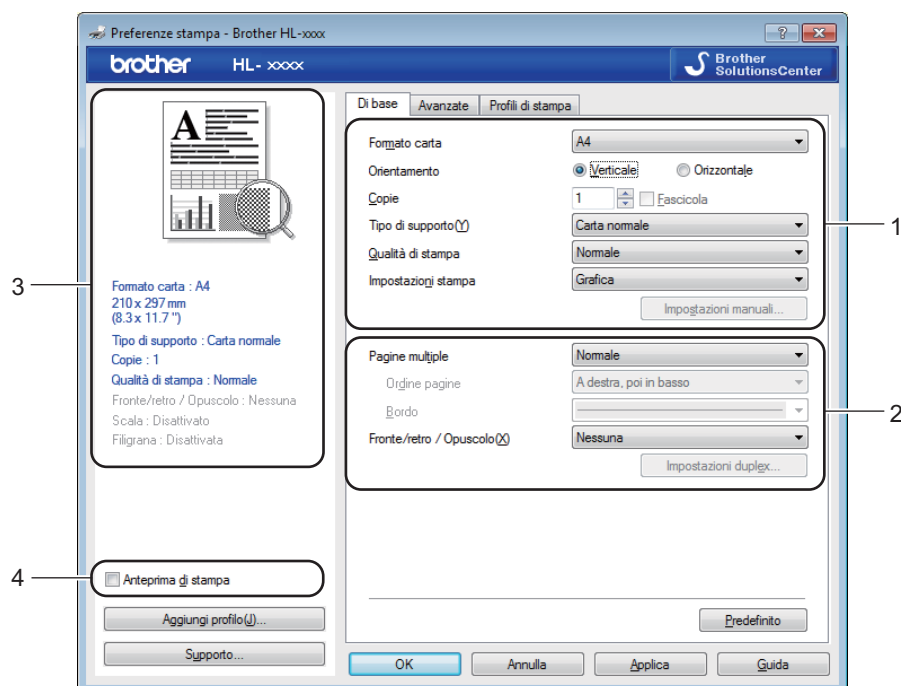 Preferenze stampa - Brother HL-xxxx
brother HL- xxxx
Brother
SolutionsCenter
Di base Avanzate Profili di stampa
A
Formato carta A4
Orientamento Verticale Orizzontale
Copie 1 Fascicola
Tipo di supporto(Y) Carta normale
Qualità di stampa Normale
Impostazioni stampa Grafica
Impostazioni manuali...
1
3
Formato carta : A4
210 x 297 mm
(8.3 x 11.7 ")
Tipo di supporto : Carta normale
Copie : 1
Qualità di stampa : Normale
Fronte/retro / Opuscolo : Nessuna
Scala : Disattivato
Filigrana : Disattivata
Pagine multiple Normale
Ordine pagine A destra, poi in basso
Bordo
Fronte/retro / Opuscolo(X) Nessuna
Impostazioni duplex...
2
4
Anteprima di stampa
Aggiungi profilo(J)...
Supporto...
Predefinito
OK Annulla Applica Guida